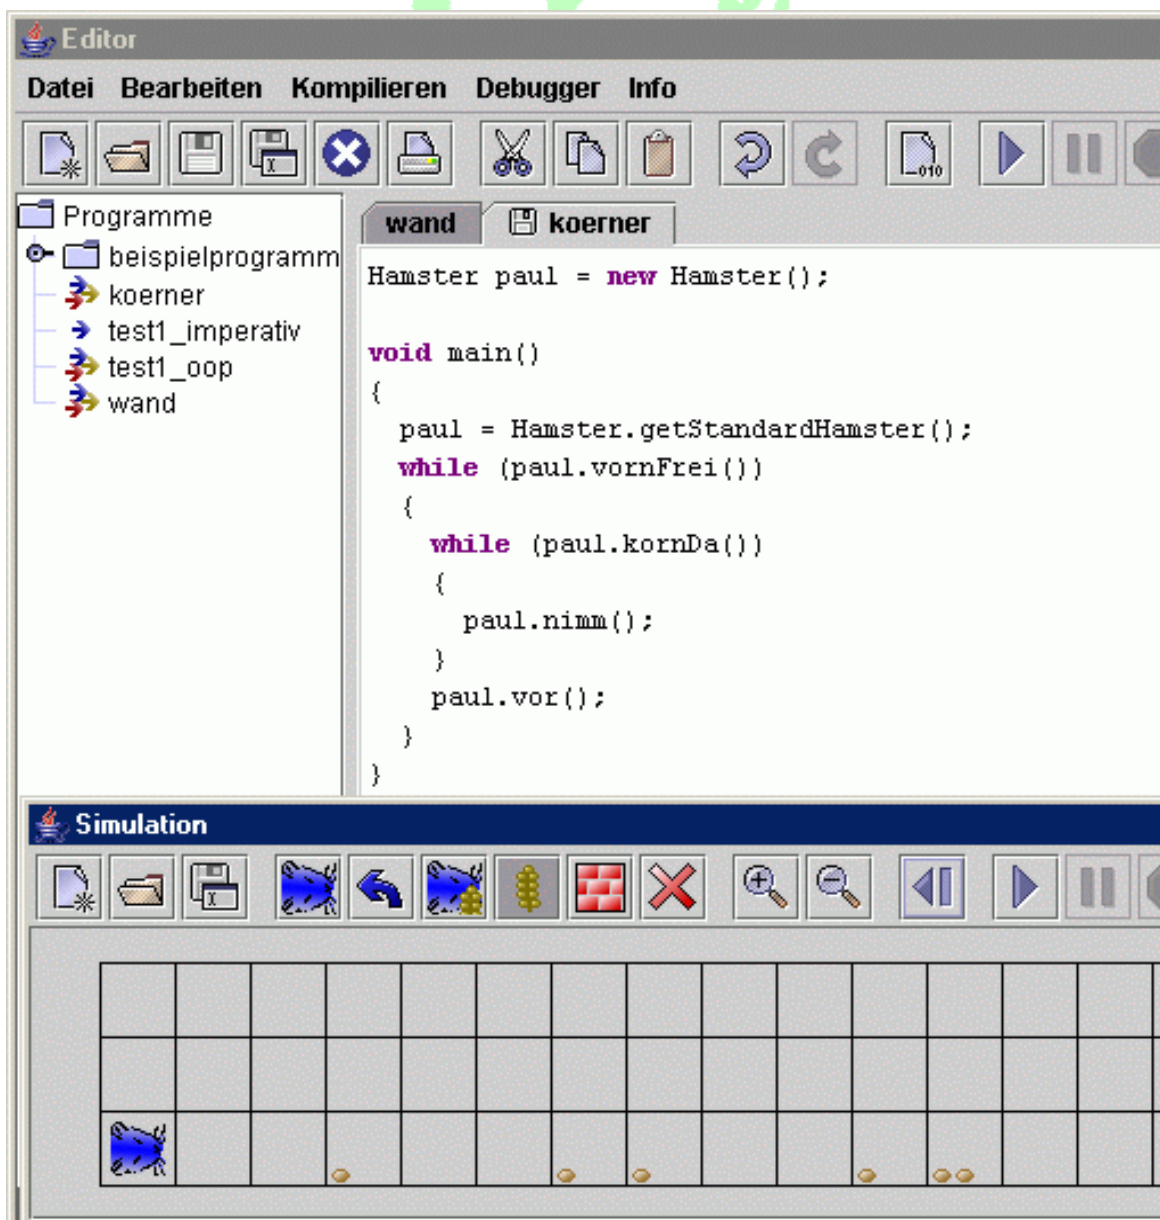 Editor
Datei Bearbeiten Kompilieren Debugger Info
Programme
beispielprogramm
koerner
test1_imperativ
test1_oop
wand
wand koerner
Hamster paul = new Hamster();
void main()
{
paul = Hamster.getStandardHamster();
while (paul.vornFrei())
{
while (paul.kornDa())
{
paul.nimm();
}
paul.vor();
}
}
Simulation